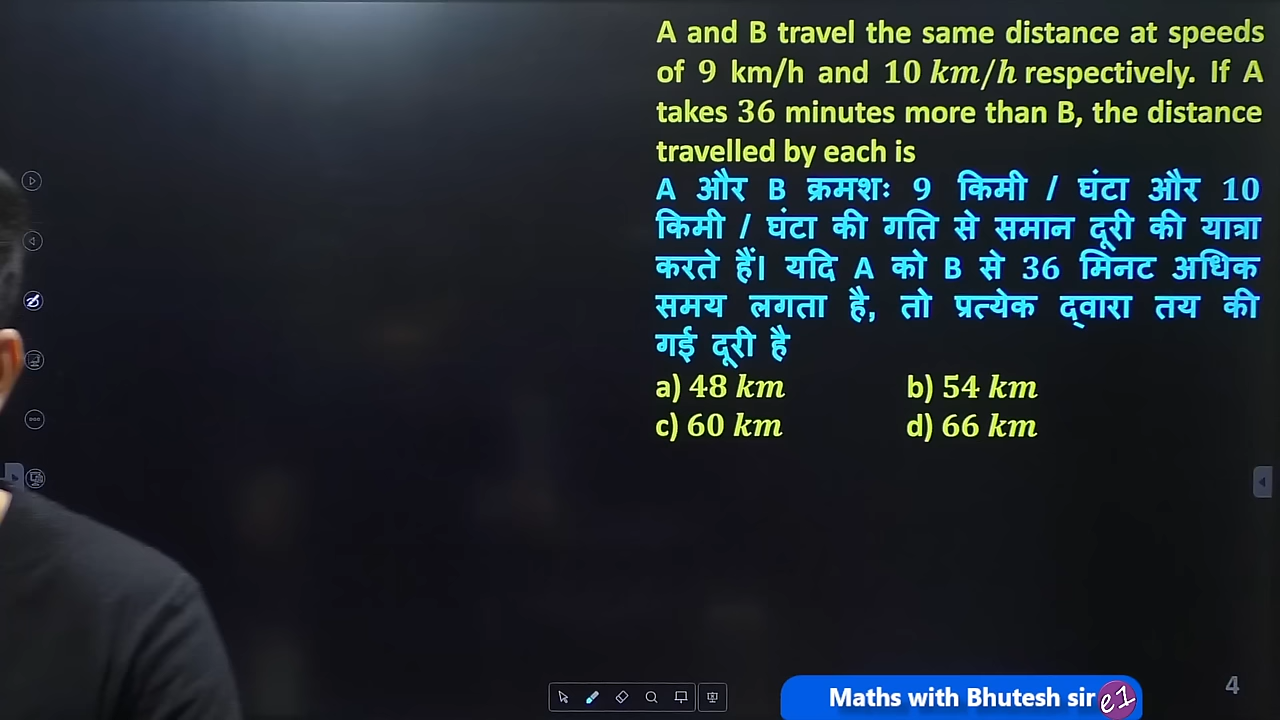 A and B travel the same distance at speeds
of 9 km/h and 10 km/h respectively. If A
takes 36 minutes more than B, the distance
travelled by each is
A और B क्रमशः 9 किमी / घंटा और 10
किमी / घंटा की गति से समान दूरी की यात्रा
करते हैं। यदि A को B से 36 मिनट अधिक
समय लगता है, तो प्रत्येक द्वारा तय की
गई दूरी है
a) 48 km b) 54 km
c) 60 km d) 66 km
Maths with Bhutesh sir e1
4